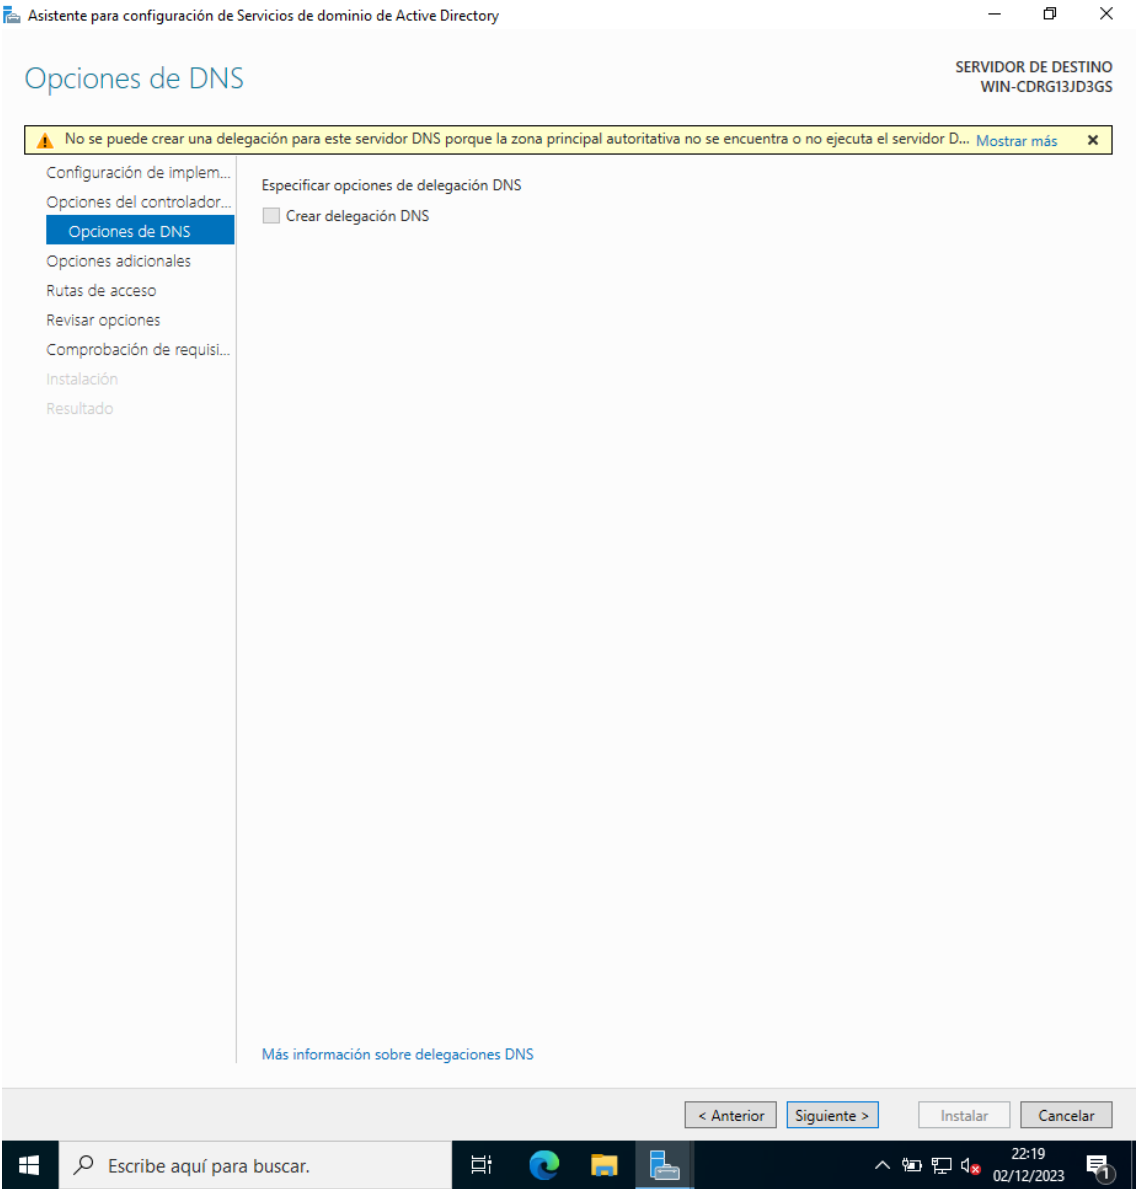 Asistente para configuración de Servicios de dominio de Active Directory
Opciones de DNS
SERVIDOR DE DESTINO
WIN-CDRG13JD3GS
No se puede crear una delegación para este servidor DNS porque la zona principal autoritativa no se encuentra o no ejecuta el servidor D... Mostrar más
Configuración de implem...
Opciones del controlador...
Opciones de DNS
Opciones adicionales
Rutas de acceso
Revisar opciones
Comprobación de requisi...
Instalación
Resultado
Especificar opciones de delegación DNS
Crear delegación DNS
Más información sobre delegaciones DNS
< Anterior
Siguiente >
Instalar
Cancelar
Escribe aquí para buscar.
22:19
02/12/2023
1